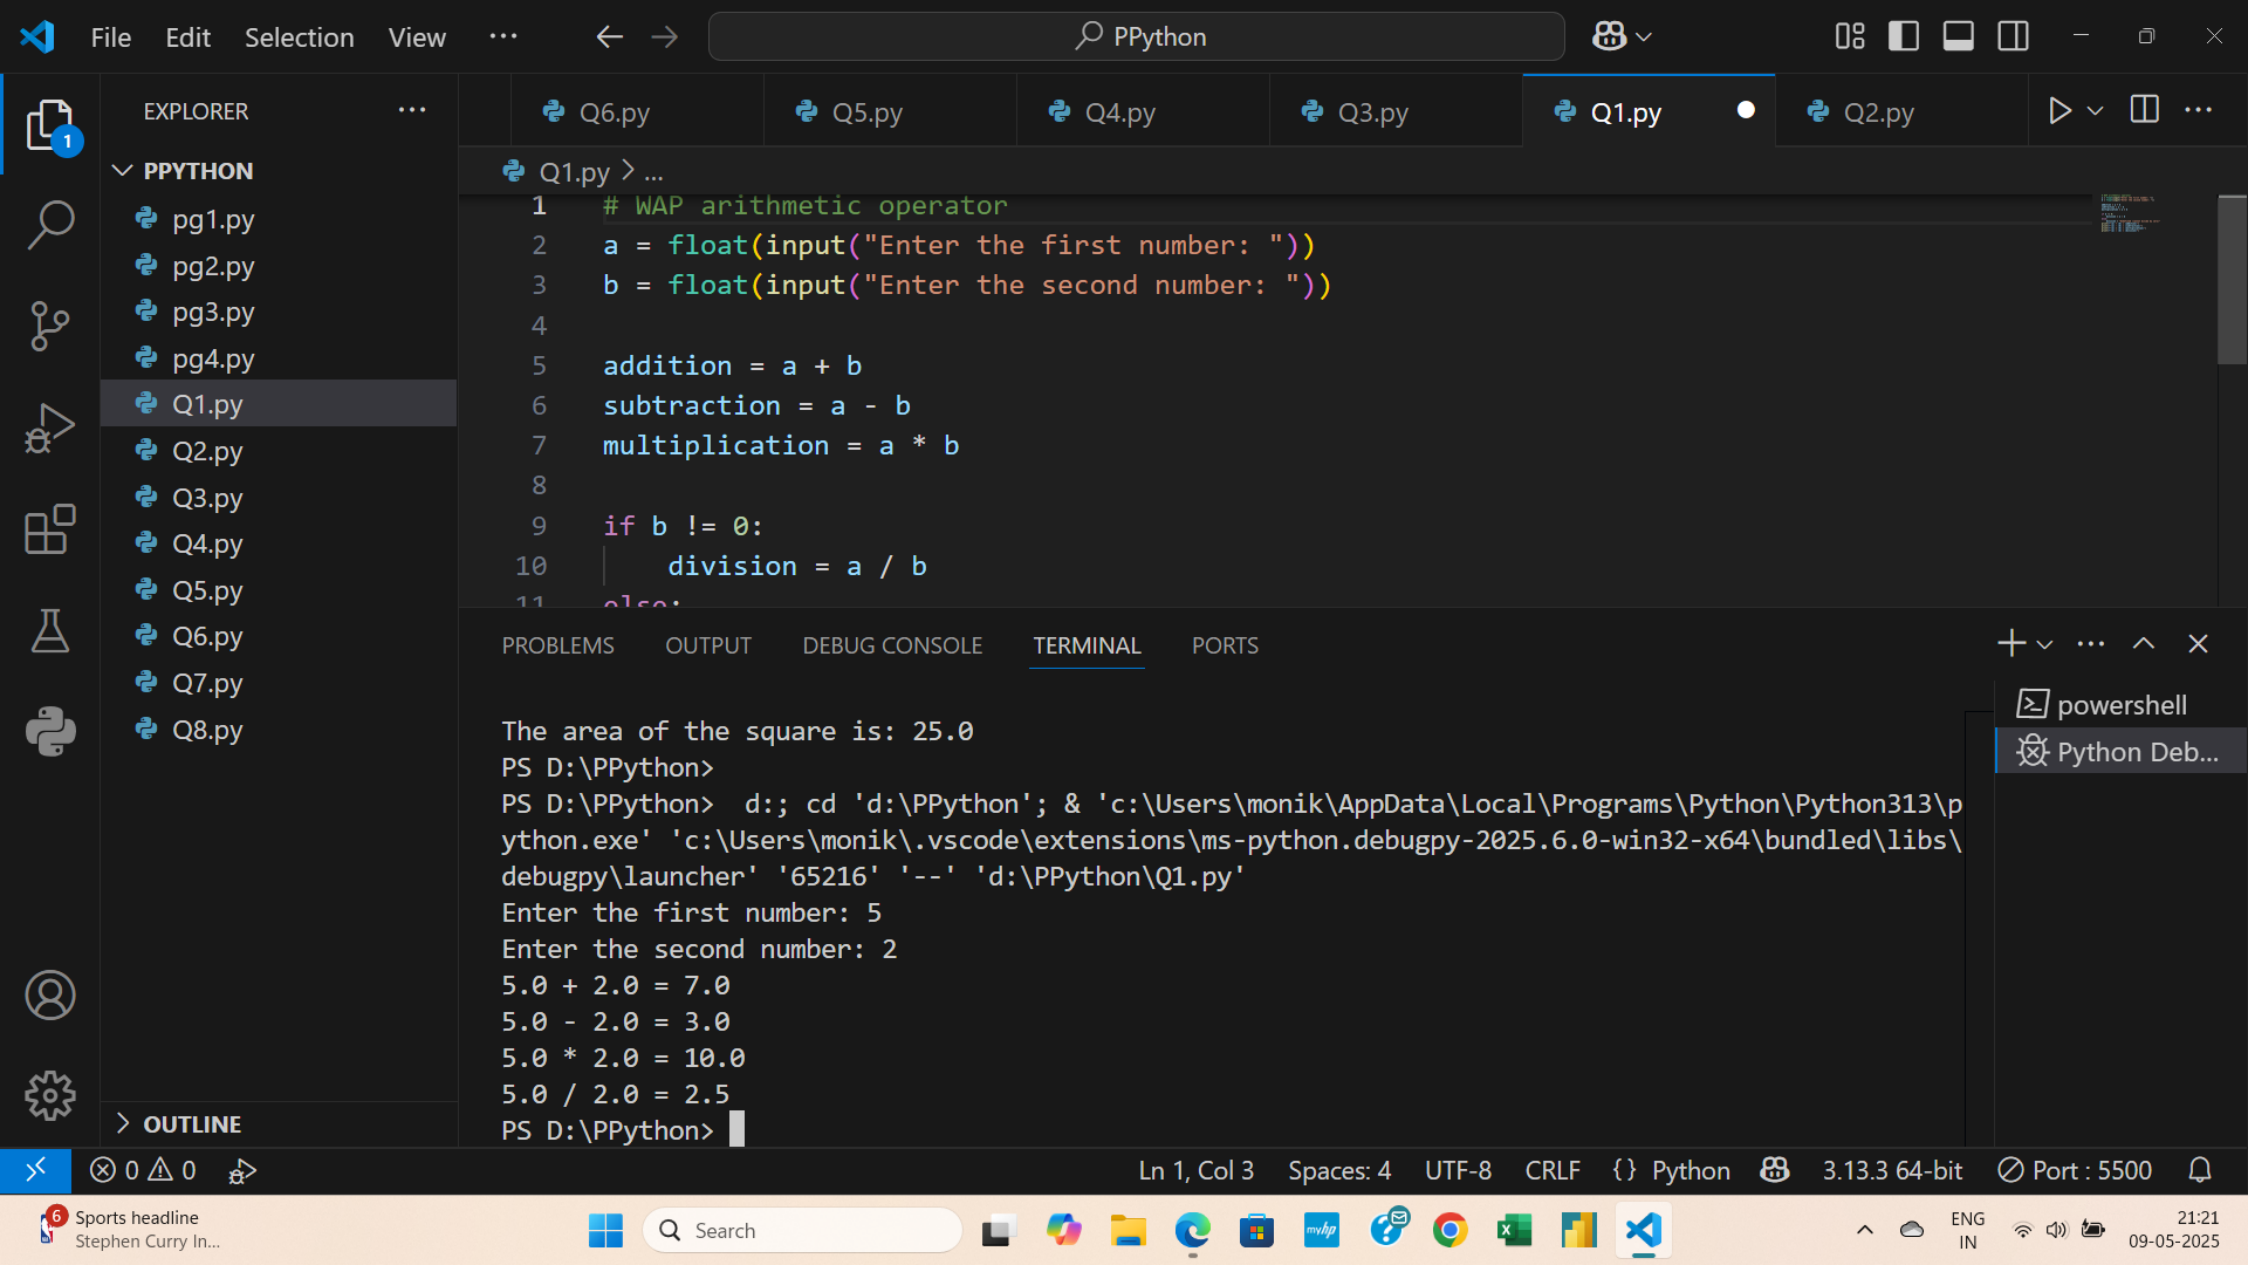 File Edit Selection View ··· PPython
EXPLORER ···
PPYTHON
pg1.py
pg2.py
pg3.py
pg4.py
Q1.py
Q2.py
Q3.py
Q4.py
Q5.py
Q6.py
Q7.py
Q8.py
OUTLINE
1
Q6.py Q5.py Q4.py Q3.py Q1.py Q2.py
Q1.py > ...
1 # WAP arithmetic operator
2 a = float(input("Enter the first number: "))
3 b = float(input("Enter the second number: "))
4
5 addition = a + b
6 subtraction = a - b
7 multiplication = a * b
8
9 if b != 0:
10     division = a / b
11 else:
PROBLEMS OUTPUT DEBUG CONSOLE TERMINAL PORTS
The area of the square is: 25.0
PS D:\PPython>
PS D:\PPython>  d:; cd 'd:\PPython'; & 'c:\Users\monik\AppData\Local\Programs\Python\Python313\p
ython.exe' 'c:\Users\monik\.vscode\extensions\ms-python.debugpy-2025.6.0-win32-x64\bundled\libs\
debugpy\launcher' '65216' '--' 'd:\PPython\Q1.py'
Enter the first number: 5
Enter the second number: 2
5.0 + 2.0 = 7.0
5.0 - 2.0 = 3.0
5.0 * 2.0 = 10.0
5.0 / 2.0 = 2.5
PS D:\PPython>
powershell
Python Deb...
0 0 Ln 1, Col 3 Spaces: 4 UTF-8 CRLF {} Python 3.13.3 64-bit Port : 5500
6
Sports headline
Stephen Curry In...
Search
myhp
ENG
IN
21:21
09-05-2025